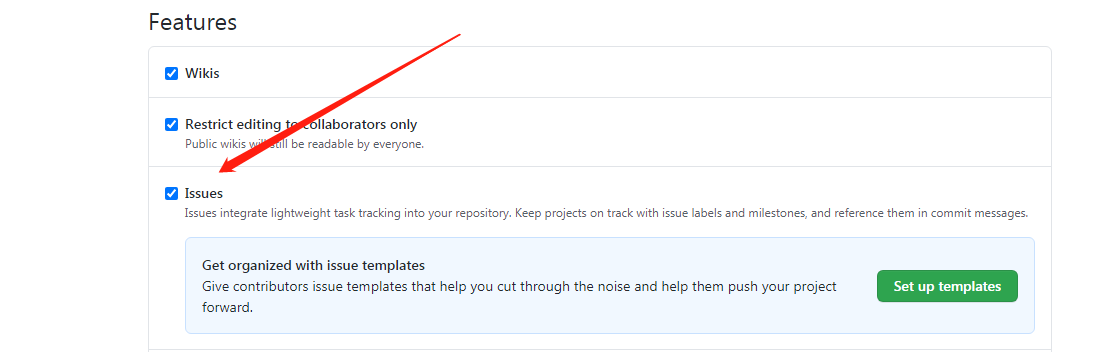 Features
Wikis
Restrict editing to collaborators only
Public wikis will still be readable by everyone.
Issues
Issues integrate lightweight task tracking into your repository. Keep projects on track with issue labels and milestones, and reference them in commit messages.
Get organized with issue templates
Give contributors issue templates that help you cut through the noise and help them push your project
forward.
Set up templates